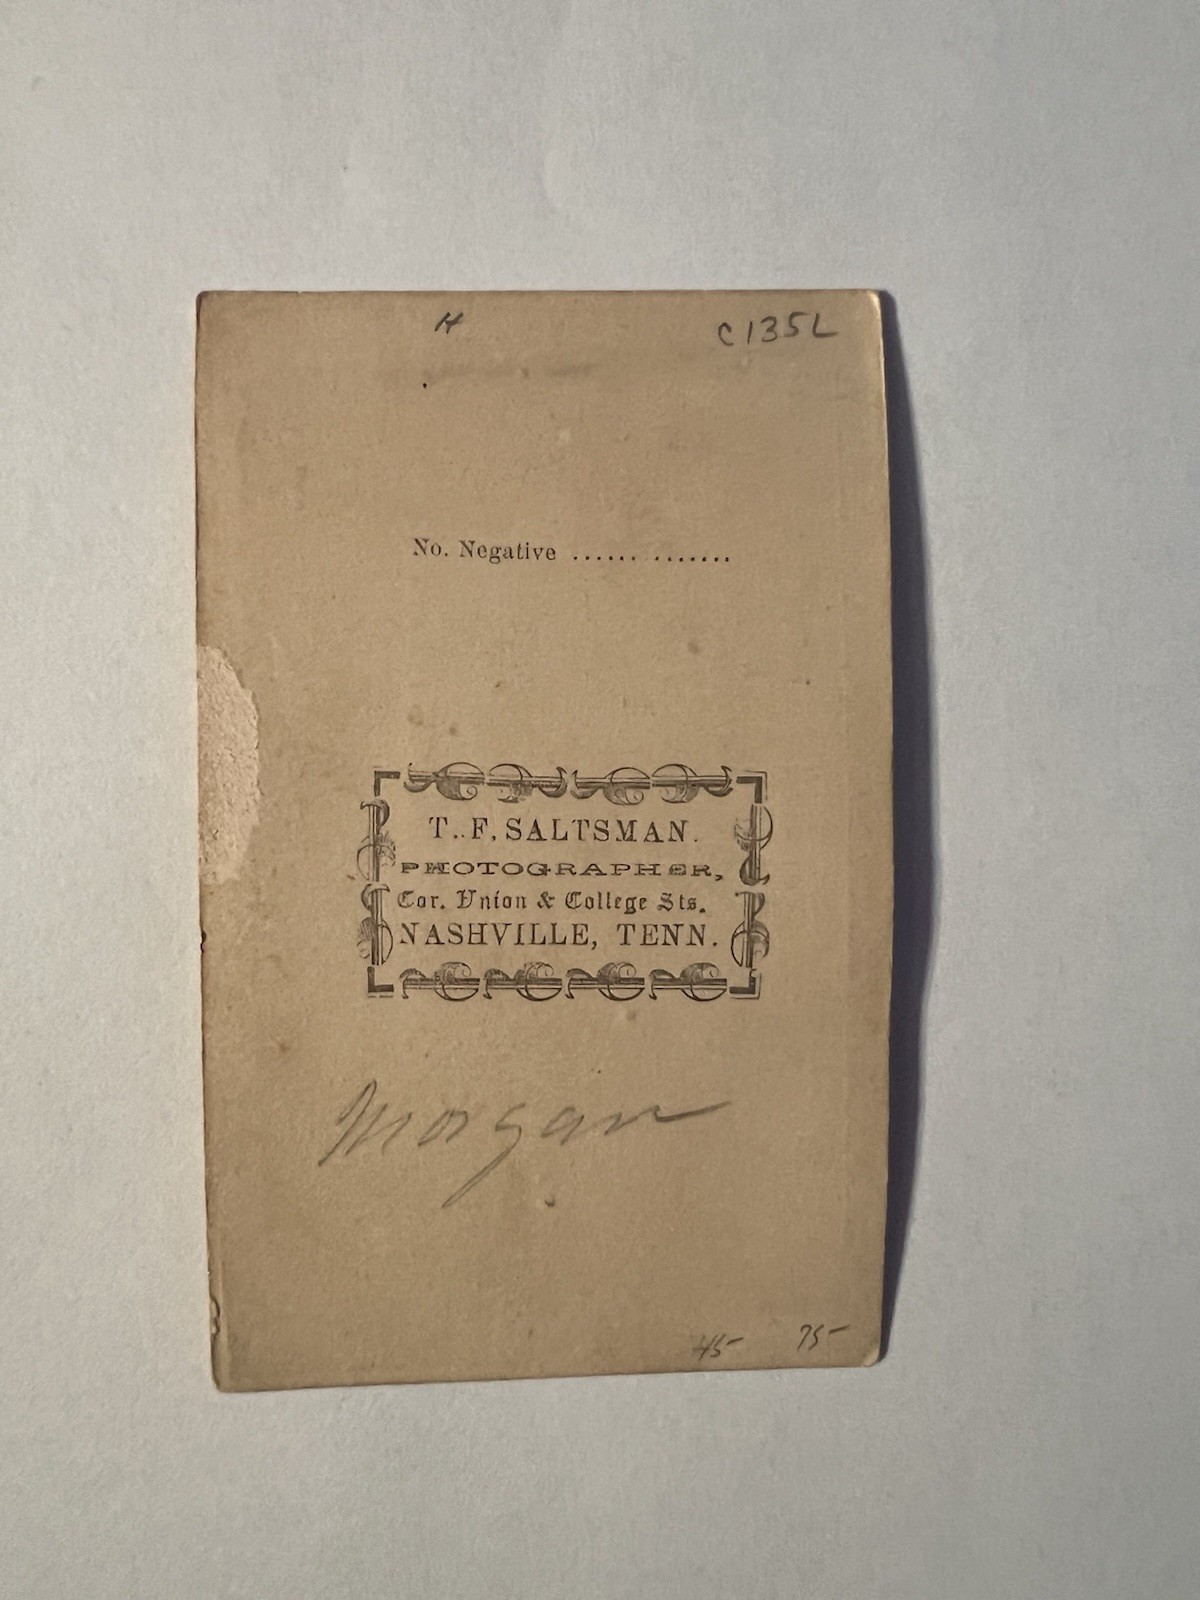 H
C135L
No. Negative ...... .......
T. F. SALTSMAN.
PHOTOGRAPHER,
Cor. Union & College Sts.
NASHVILLE, TENN.
Morgan
45- 75-